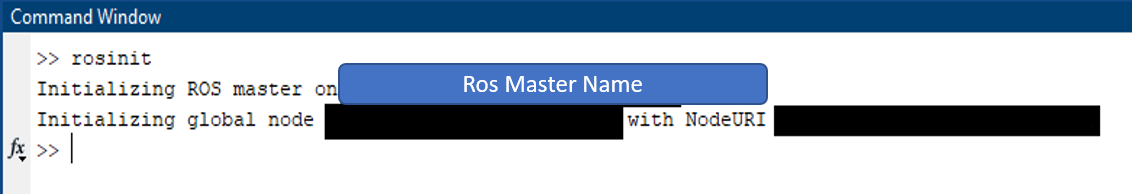 Command Window
>> rosinit
Initializing ROS master on Ros Master Name
Initializing global node with NodeURI
fx >>